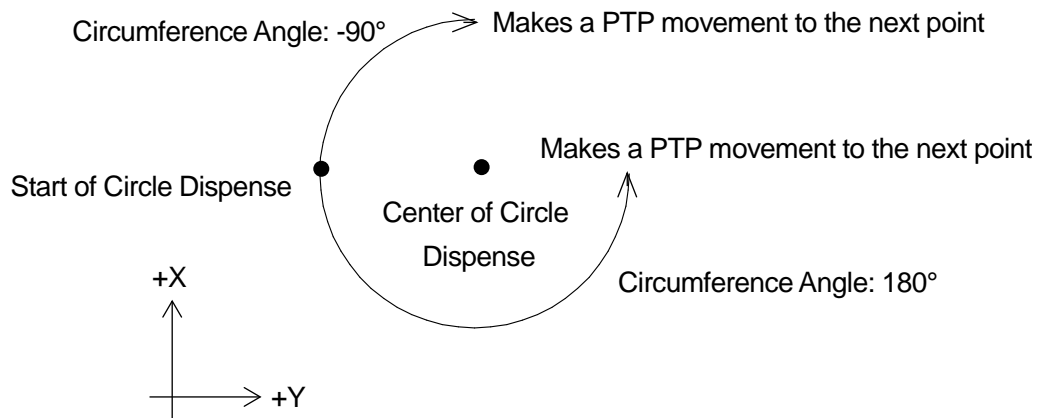 Circumference Angle: -90°
Makes a PTP movement to the next point
Makes a PTP movement to the next point
Start of Circle Dispense
Center of Circle
Dispense
Circumference Angle: 180°
+X
+Y